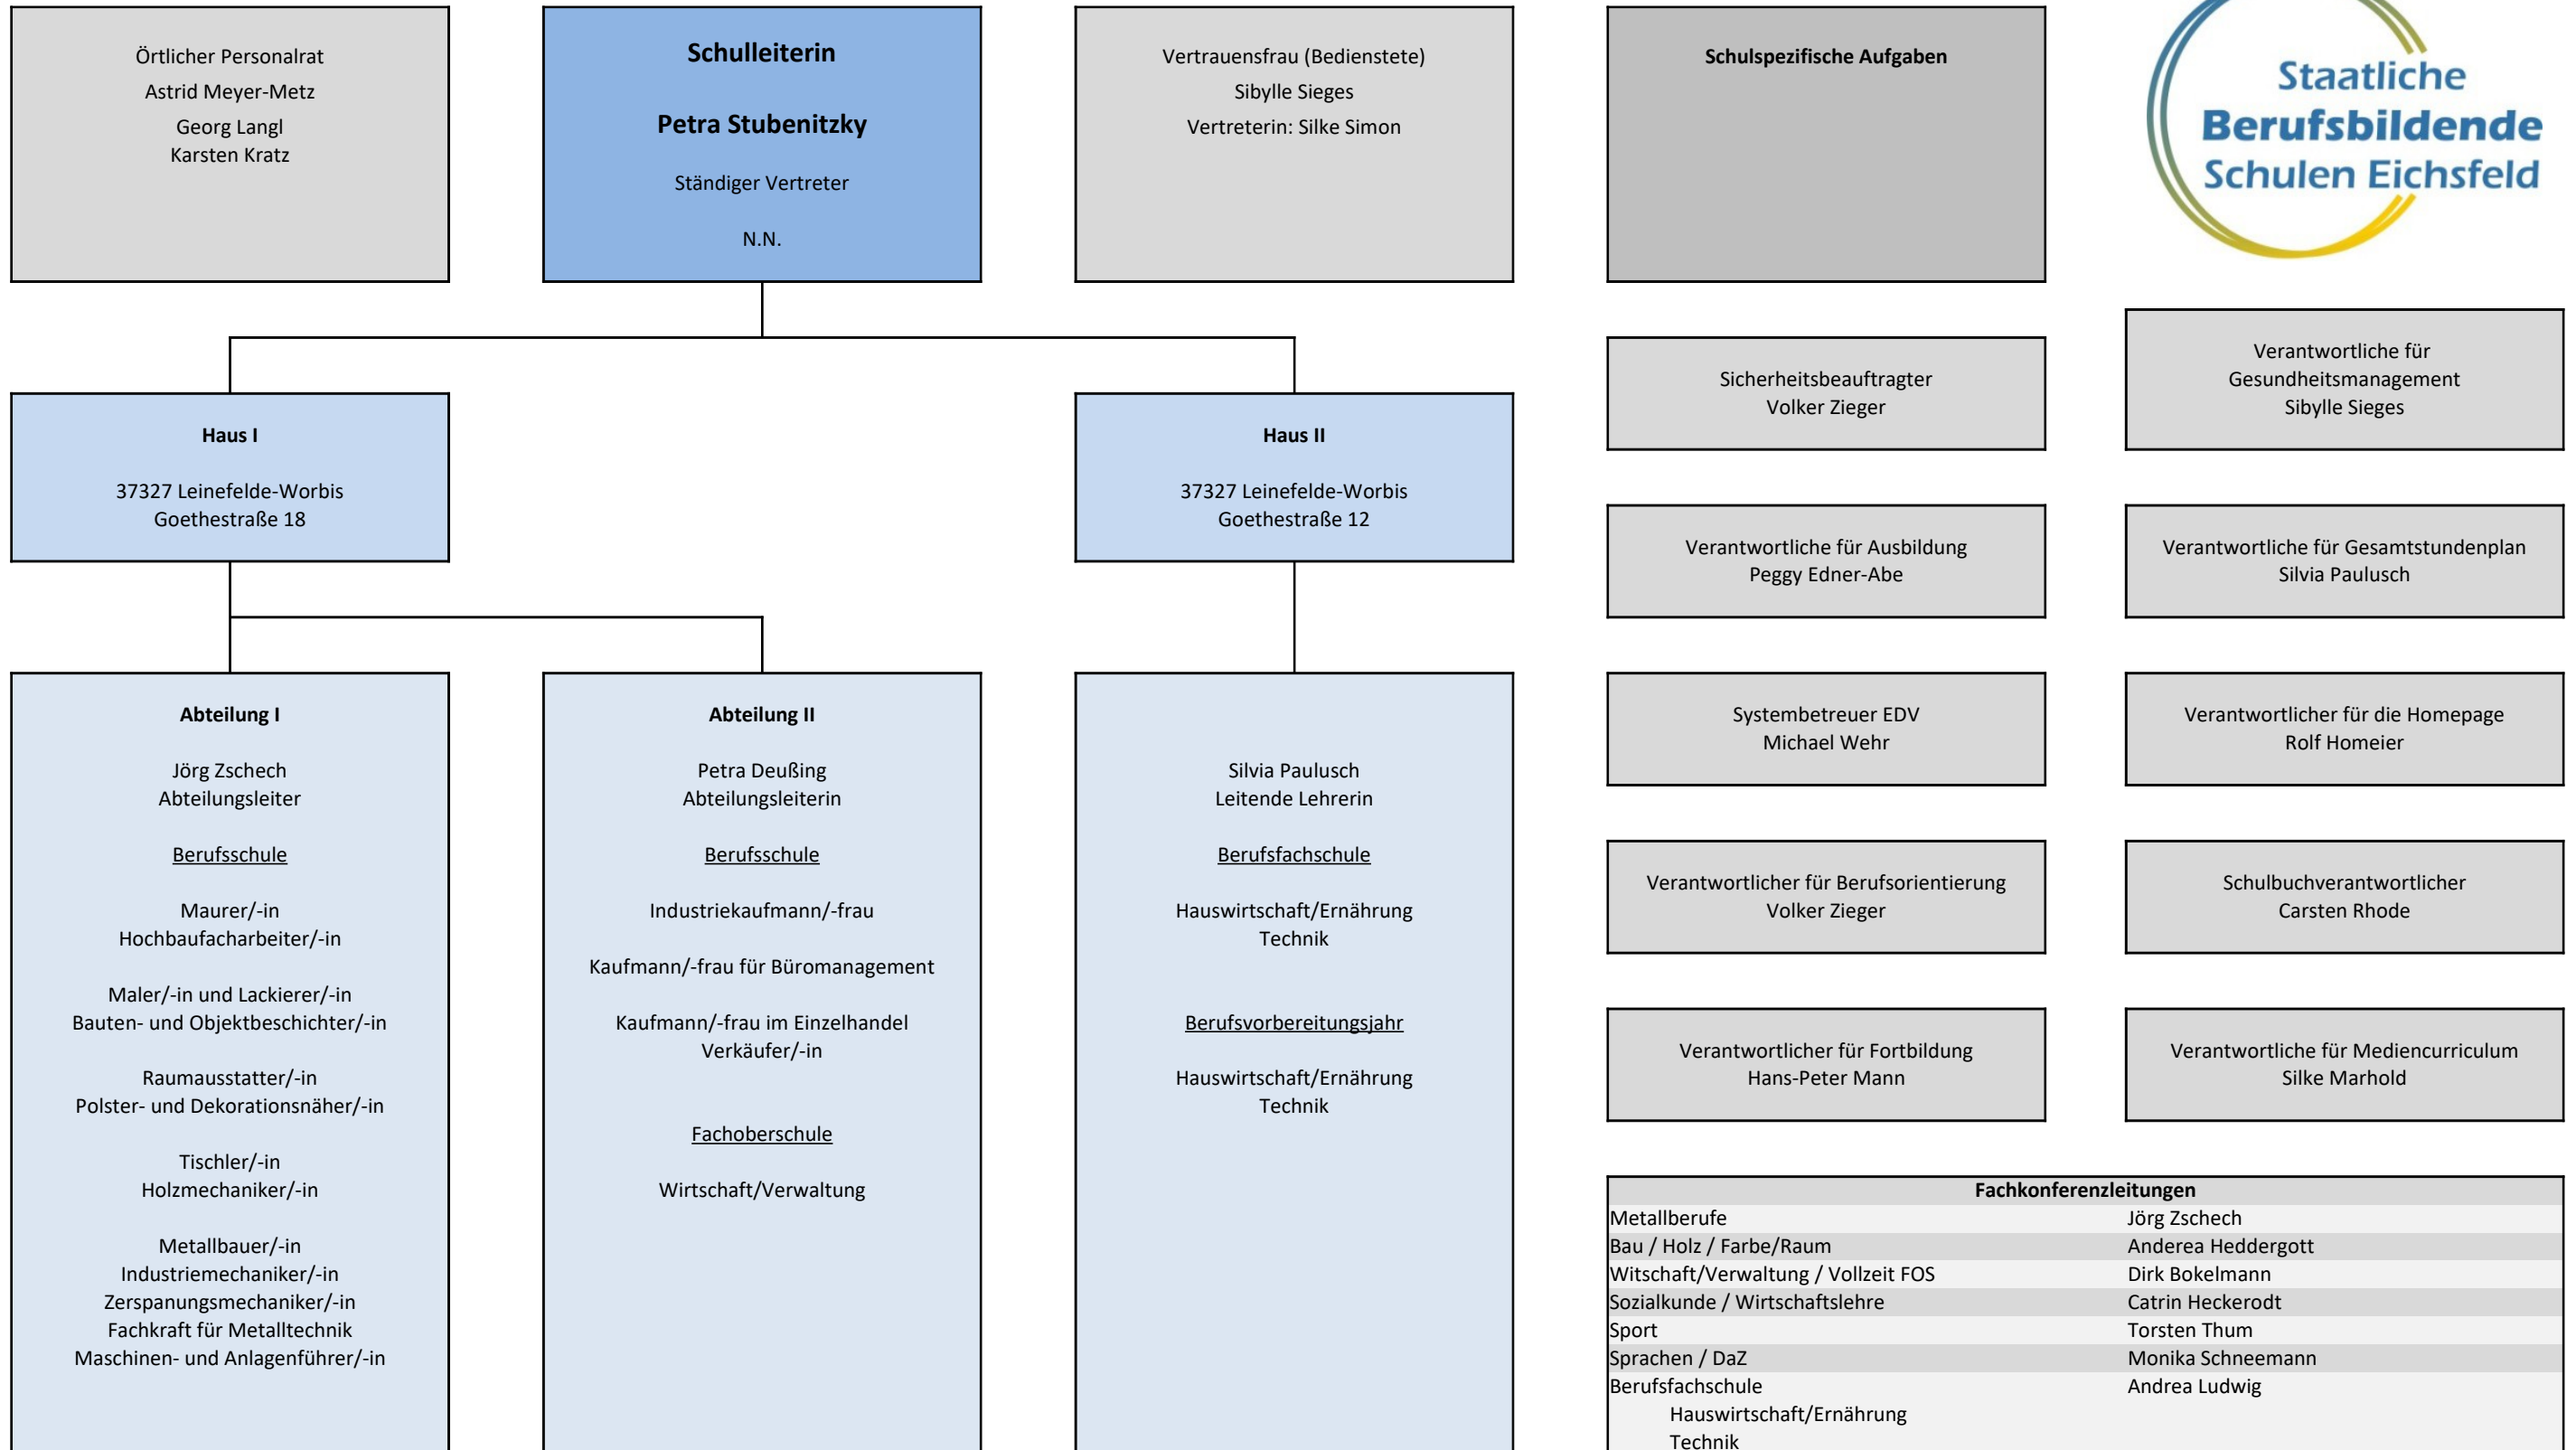 Örtlicher Personalrat
Astrid Meyer-Metz
Georg Langl
Karsten Kratz
Schulleiterin
Petra Stubenitzky
Ständiger Vertreter
N.N.
Vertrauensfrau (Bedienstete)
Sibylle Sieges
Vertreterin: Silke Simon
Schulspezifische Aufgaben
Staatliche
Berufsbildende
Schulen Eichsfeld
Haus I
37327 Leinefelde-Worbis
Goethestraße 18
Haus II
37327 Leinefelde-Worbis
Goethestraße 12
Sicherheitsbeauftragter
Volker Zieger
Verantwortliche für
Gesundheitsmanagement
Sibylle Sieges
Verantwortliche für Ausbildung
Peggy Edner-Abe
Verantwortliche für Gesamtstundenplan
Silvia Paulusch
Abteilung I
Jörg Zschech
Abteilungsleiter
Berufsschule
Maurer/-in
Hochbaufacharbeiter/-in
Maler/-in und Lackierer/-in
Bauten- und Objektbeschichter/-in
Raumausstatter/-in
Polster- und Dekorationsnäher/-in
Tischler/-in
Holzmechaniker/-in
Metallbauer/-in
Industriemechaniker/-in
Zerspanungsmechaniker/-in
Fachkraft für Metalltechnik
Maschinen- und Anlagenführer/-in
Abteilung II
Petra Deußing
Abteilungsleiterin
Berufsschule
Industriekaufmann/-frau
Kaufmann/-frau für Büromanagement
Kaufmann/-frau im Einzelhandel
Verkäufer/-in
Fachoberschule
Wirtschaft/Verwaltung
Silvia Paulusch
Leitende Lehrerin
Berufsfachschule
Hauswirtschaft/Ernährung
Technik
Berufsvorbereitungsjahr
Hauswirtschaft/Ernährung
Technik
Systembetreuer EDV
Michael Wehr
Verantwortlicher für die Homepage
Rolf Homeier
Verantwortlicher für Berufsorientierung
Volker Zieger
Schulbuchverantwortlicher
Carsten Rhode
Verantwortlicher für Fortbildung
Hans-Peter Mann
Verantwortliche für Mediencurriculum
Silke Marhold
Fachkonferenzleitungen
Metallberufe Jörg Zschech
Bau / Holz / Farbe/Raum Anderea Heddergott
Witschaft/Verwaltung / Vollzeit FOS Dirk Bokelmann
Sozialkunde / Wirtschaftslehre Catrin Heckerodt
Sport Torsten Thum
Sprachen / DaZ Monika Schneemann
Berufsfachschule Andrea Ludwig
Hauswirtschaft/Ernährung
Technik